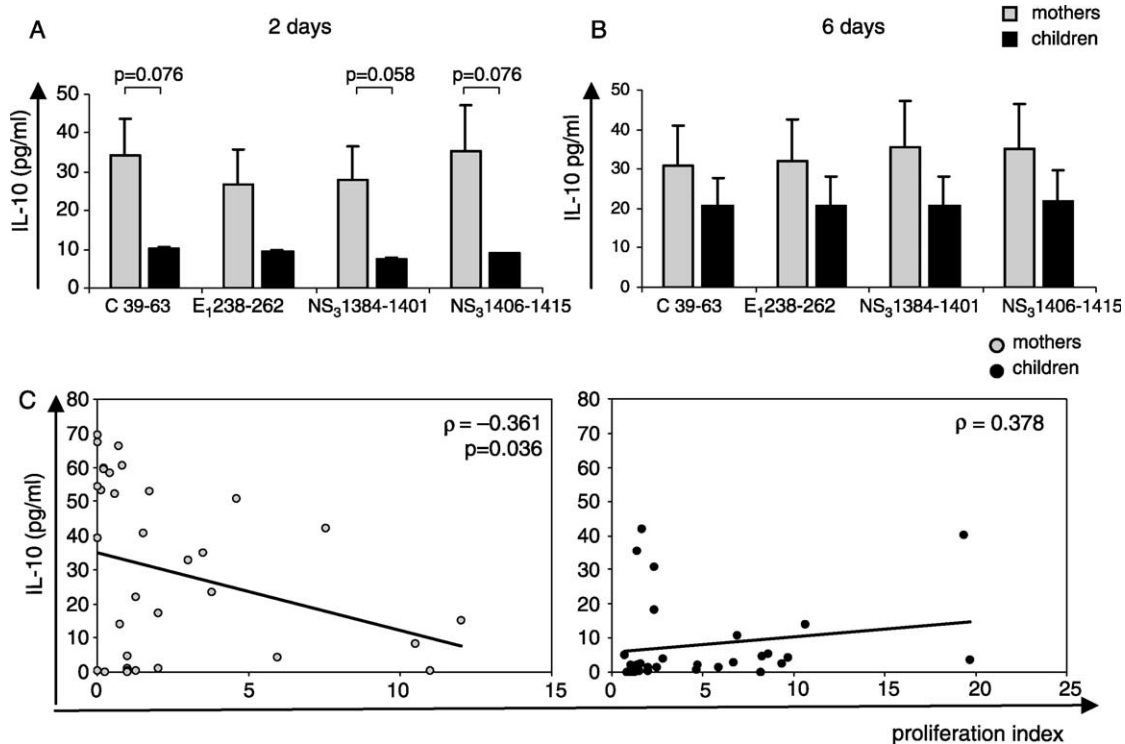 A
2 days
B
6 days
mothers
children
p=0.076
p=0.058
p=0.076
IL-10 (pg/ml)
50
40
30
20
10
0
C 39-63
E₁238-262
NS₃1384-1401
NS₃1406-1415
IL-10 pg/ml
50
40
30
20
10
0
C 39-63
E₁238-262
NS₃1384-1401
NS₃1406-1415
mothers
children
C
IL-10 (pg/ml)
80
70
60
50
40
30
20
10
0
0
5
10
15
ρ = −0.361
p=0.036
80
70
60
50
40
30
20
10
0
0
5
10
15
20
25
ρ = 0.378
proliferation index